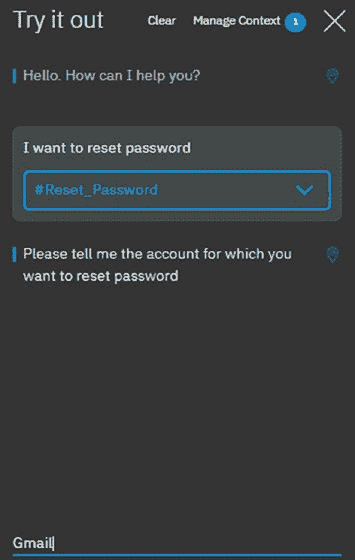 Try it out Clear Manage Context 1
Hello. How can I help you?
I want to reset password
#Reset_Password
Please tell me the account for which you
want to reset password
Gmail